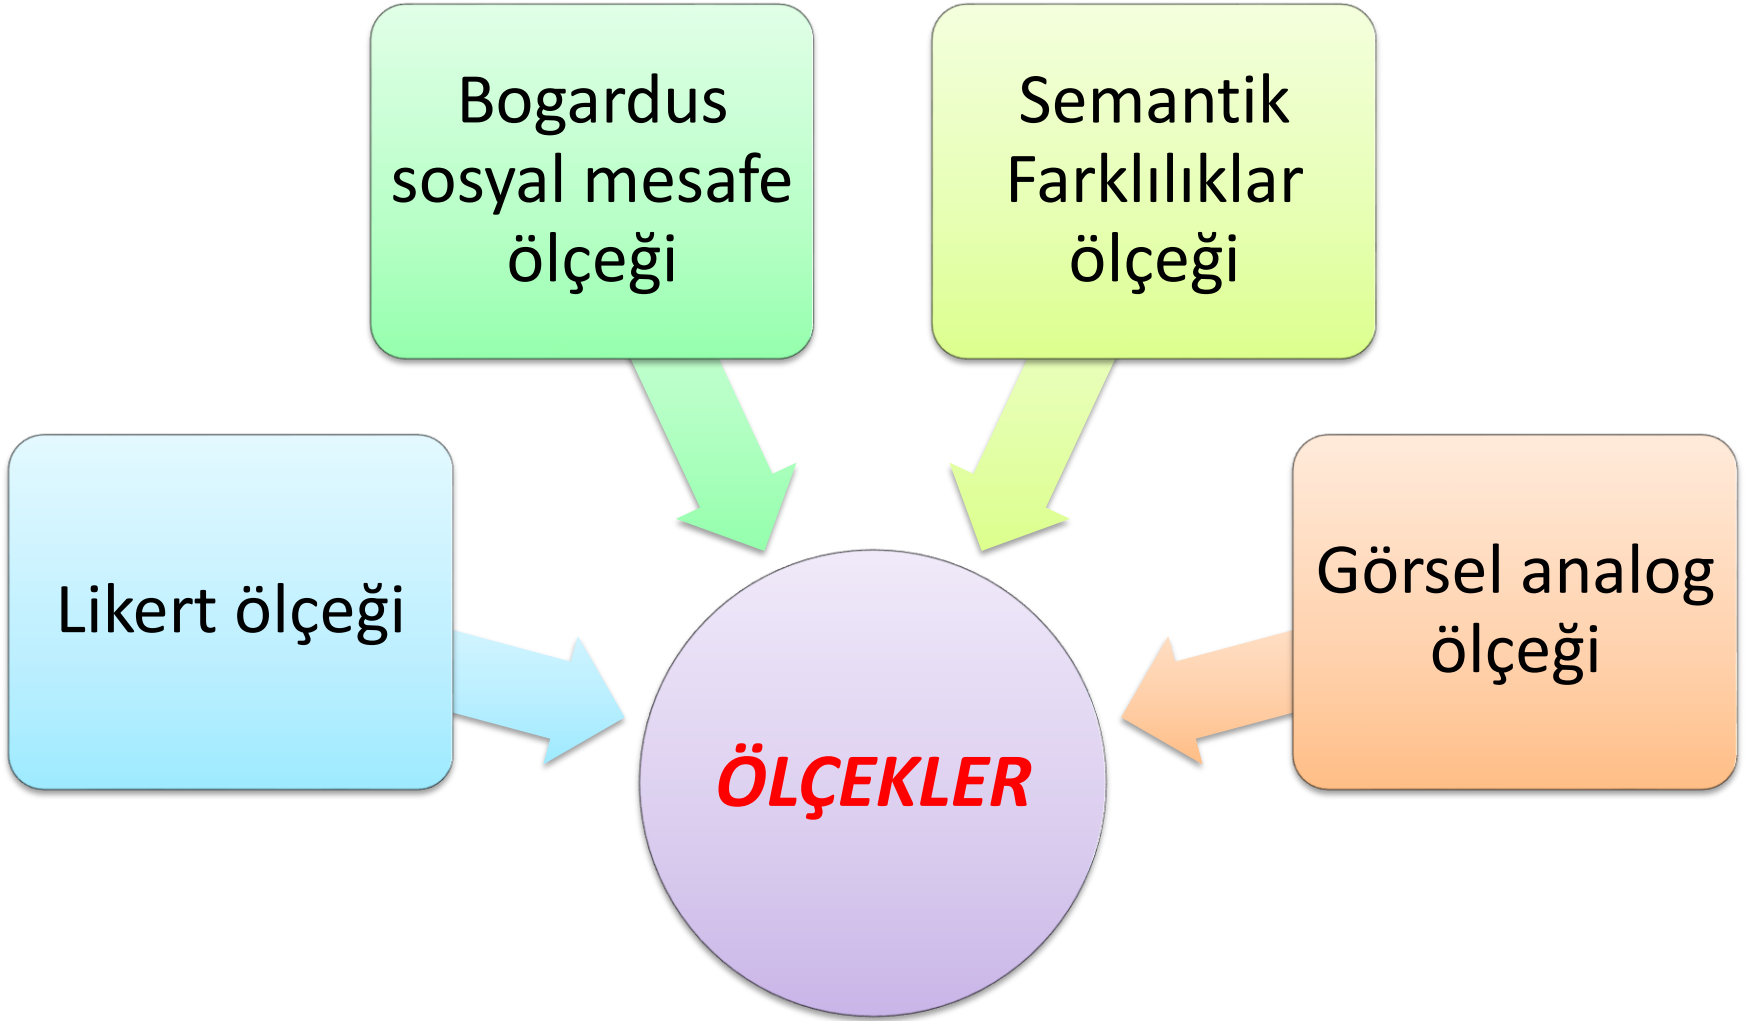 Bogardus
sosyal mesafe
ölçeği
Semantik
Farklılıklar
ölçeği
Likert ölçeği
Görsel analog
ölçeği
ÖLÇEKLER